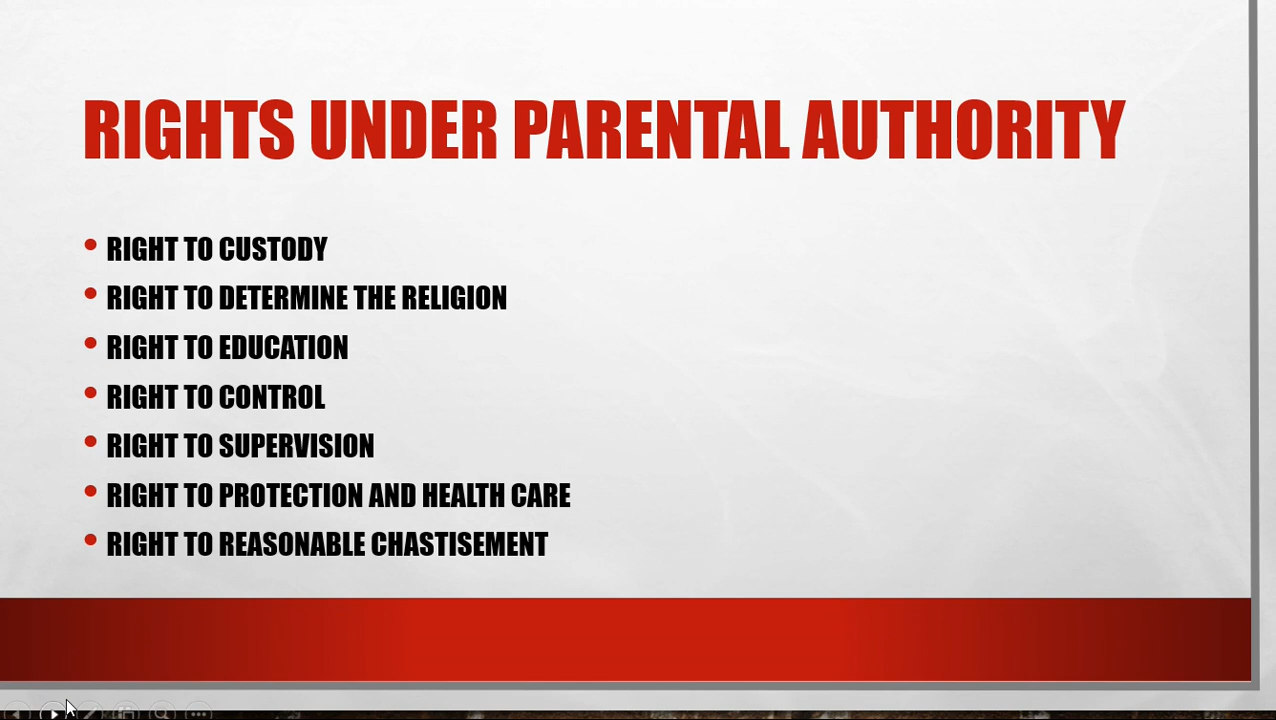 RIGHTS UNDER PARENTAL AUTHORITY
• RIGHT TO CUSTODY
• RIGHT TO DETERMINE THE RELIGION
• RIGHT TO EDUCATION
• RIGHT TO CONTROL
• RIGHT TO SUPERVISION
• RIGHT TO PROTECTION AND HEALTH CARE
• RIGHT TO REASONABLE CHASTISEMENT